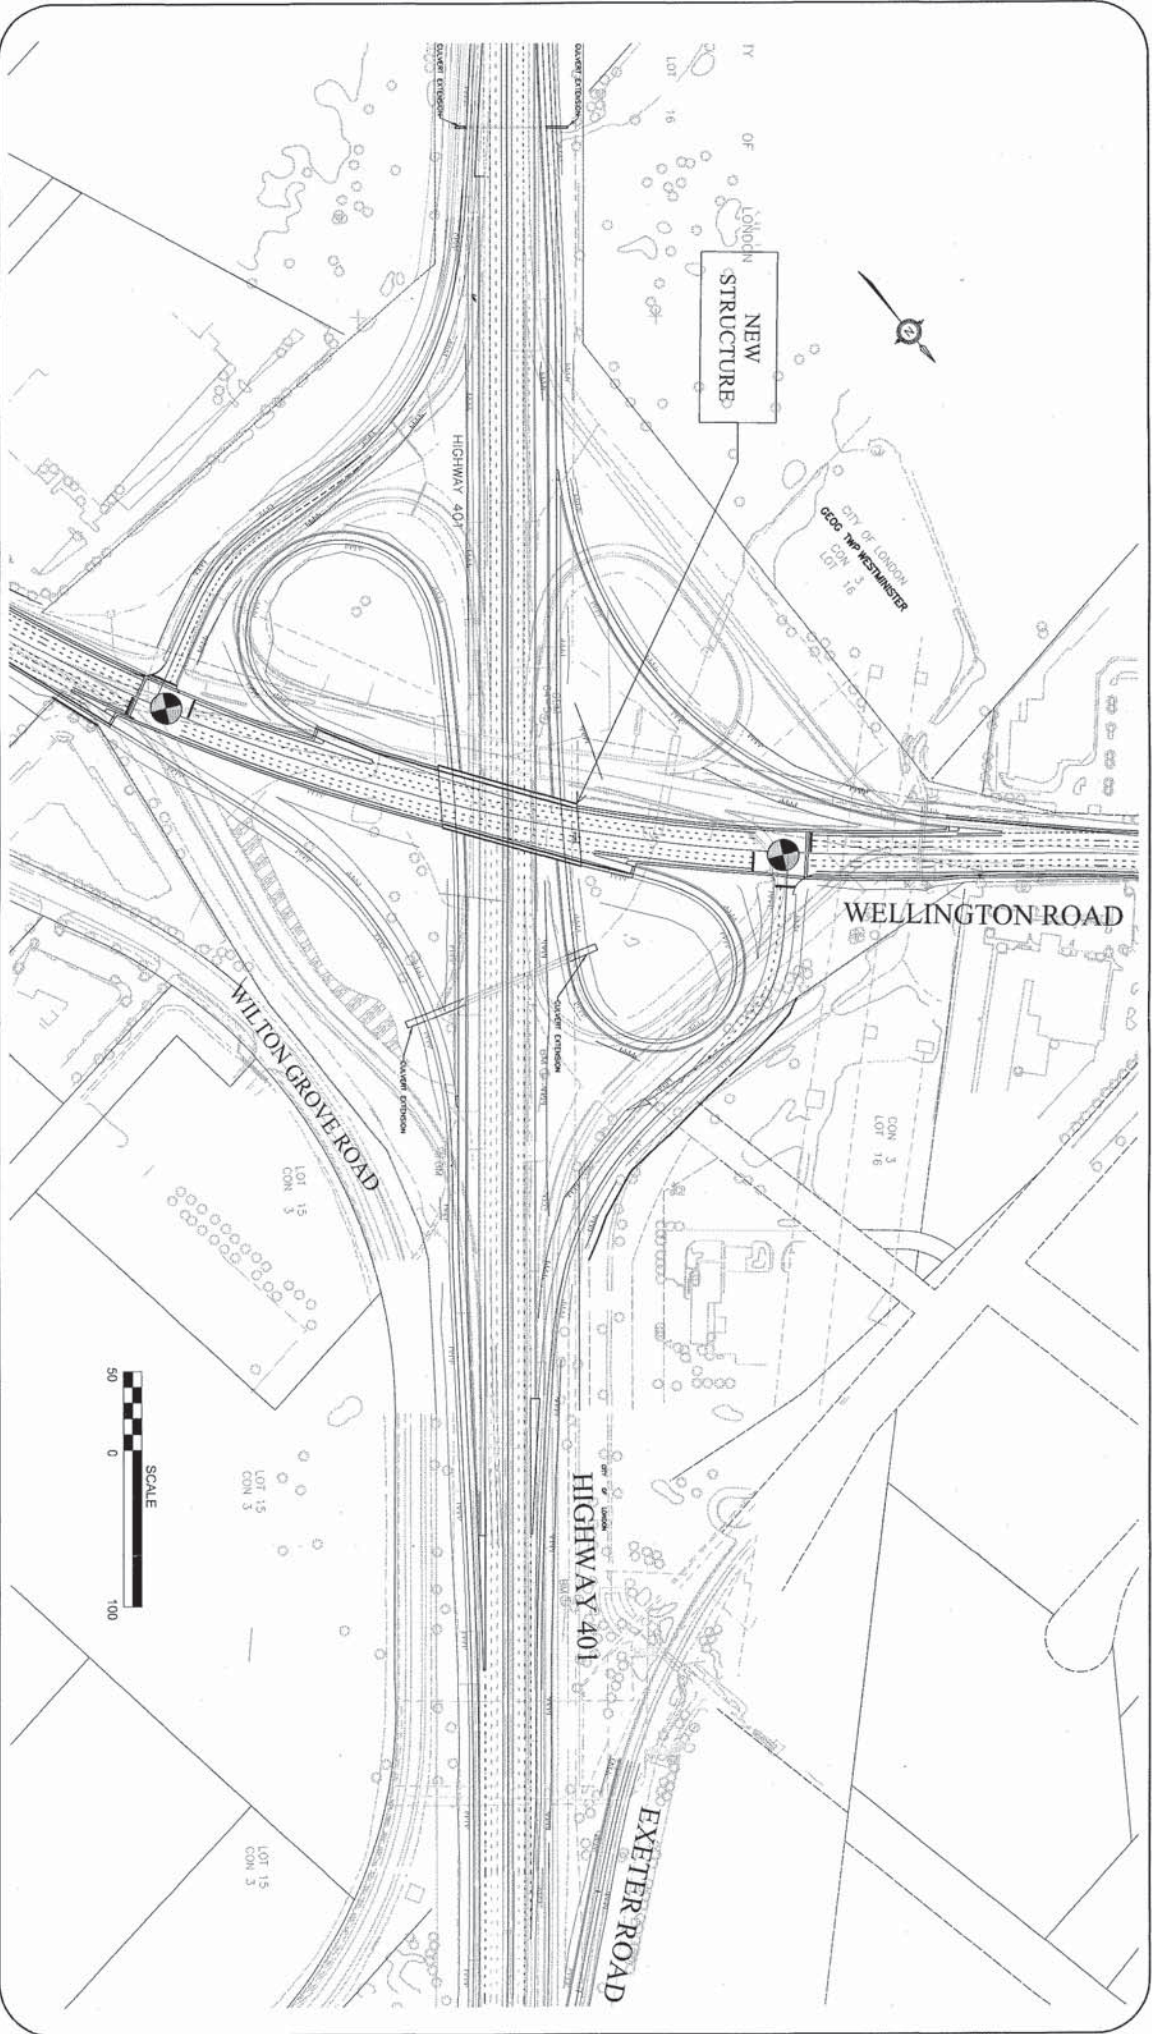 CULVERT EXTENSION
CULVERT EXTENSION
TY OF LONDON
LOT 16
NEW
STRUCTURE
N
HIGHWAY 401
CITY OF LONDON
GEOG TWP WESTMINISTER
CON 3
LOT 16
WELLINGTON ROAD
WILTON GROVE ROAD
CULVERT EXTENSION
CULVERT EXTENSION
CON 3
LOT 16
LOT 15
CON 3
HIGHWAY 401
CITY OF LONDON
EXETER ROAD
LOT 15
CON 3
LOT 15
CON 3
SCALE
50 0 100